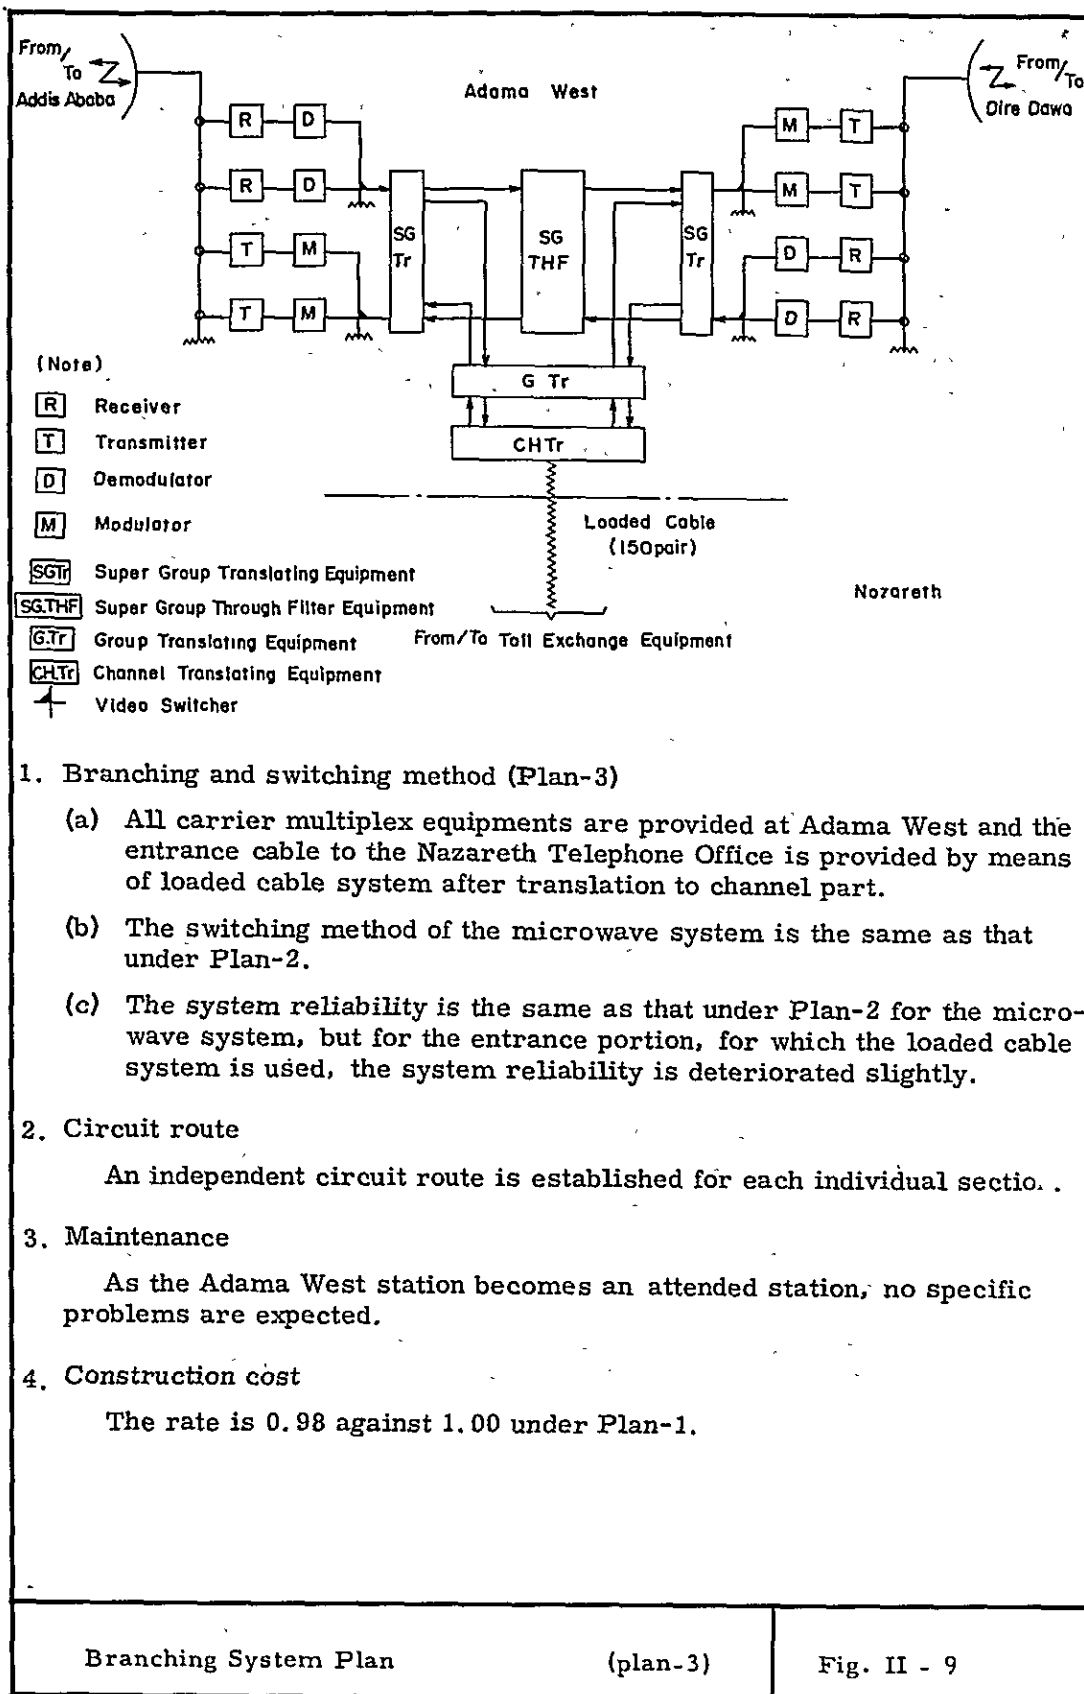 From/To Addis Ababa
Adama West
From/To
Dire Dawa
R D
M T
R D
M T
SG Tr
SG THF
SG Tr
T M
D R
T M
D R
G Tr
CH Tr
(Note)
R Receiver
T Transmitter
D Demodulator
M Modulator
SGTr Super Group Translating Equipment
SG.THF Super Group Through Filter Equipment
G.Tr Group Translating Equipment
CH.Tr Channel Translating Equipment
Video Switcher
Loaded Cable
(150pair)
Nazareth
From/To Toll Exchange Equipment
1. Branching and switching method (Plan-3)
(a) All carrier multiplex equipments are provided at Adama West and the
entrance cable to the Nazareth Telephone Office is provided by means
of loaded cable system after translation to channel part.
(b) The switching method of the microwave system is the same as that
under Plan-2.
(c) The system reliability is the same as that under Plan-2 for the micro-
wave system, but for the entrance portion, for which the loaded cable
system is used, the system reliability is deteriorated slightly.
2. Circuit route
An independent circuit route is established for each individual sectio. .
3. Maintenance
As the Adama West station becomes an attended station, no specific
problems are expected.
4. Construction cost
The rate is 0.98 against 1.00 under Plan-1.
Branching System Plan (plan-3) Fig. II - 9